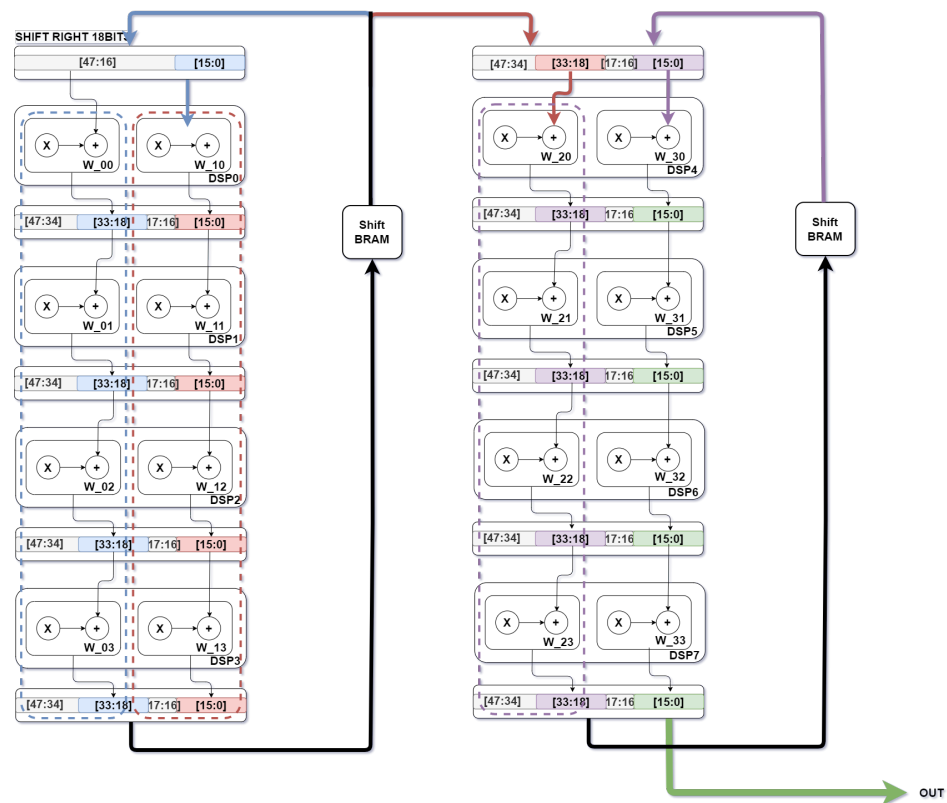 SHIFT RIGHT 18BITS
[47:16] [15:0]
X + X +
W_00 W_10
DSP0
[47:34] [33:18] 17:16] [15:0]
X + X +
W_01 W_11
DSP1
[47:34] [33:18] 17:16] [15:0]
X + X +
W_02 W_12
DSP2
[47:34] [33:18] 17:16] [15:0]
X + X +
W_03 W_13
DSP3
[47:34] [33:18] 17:16] [15:0]
Shift
BRAM
[47:34] [33:18] [17:16] [15:0]
X + X +
W_20 W_30
DSP4
[47:34] [33:18] 17:16 [15:0]
X + X +
W_21 W_31
DSP5
[47:34] [33:18] 17:16 [15:0]
X + X +
W_22 W_32
DSP6
[47:34] [33:18] 17:16 [15:0]
X + X +
W_23 W_33
DSP7
[47:34] [33:18] 17:16 [15:0]
Shift
BRAM
OUT